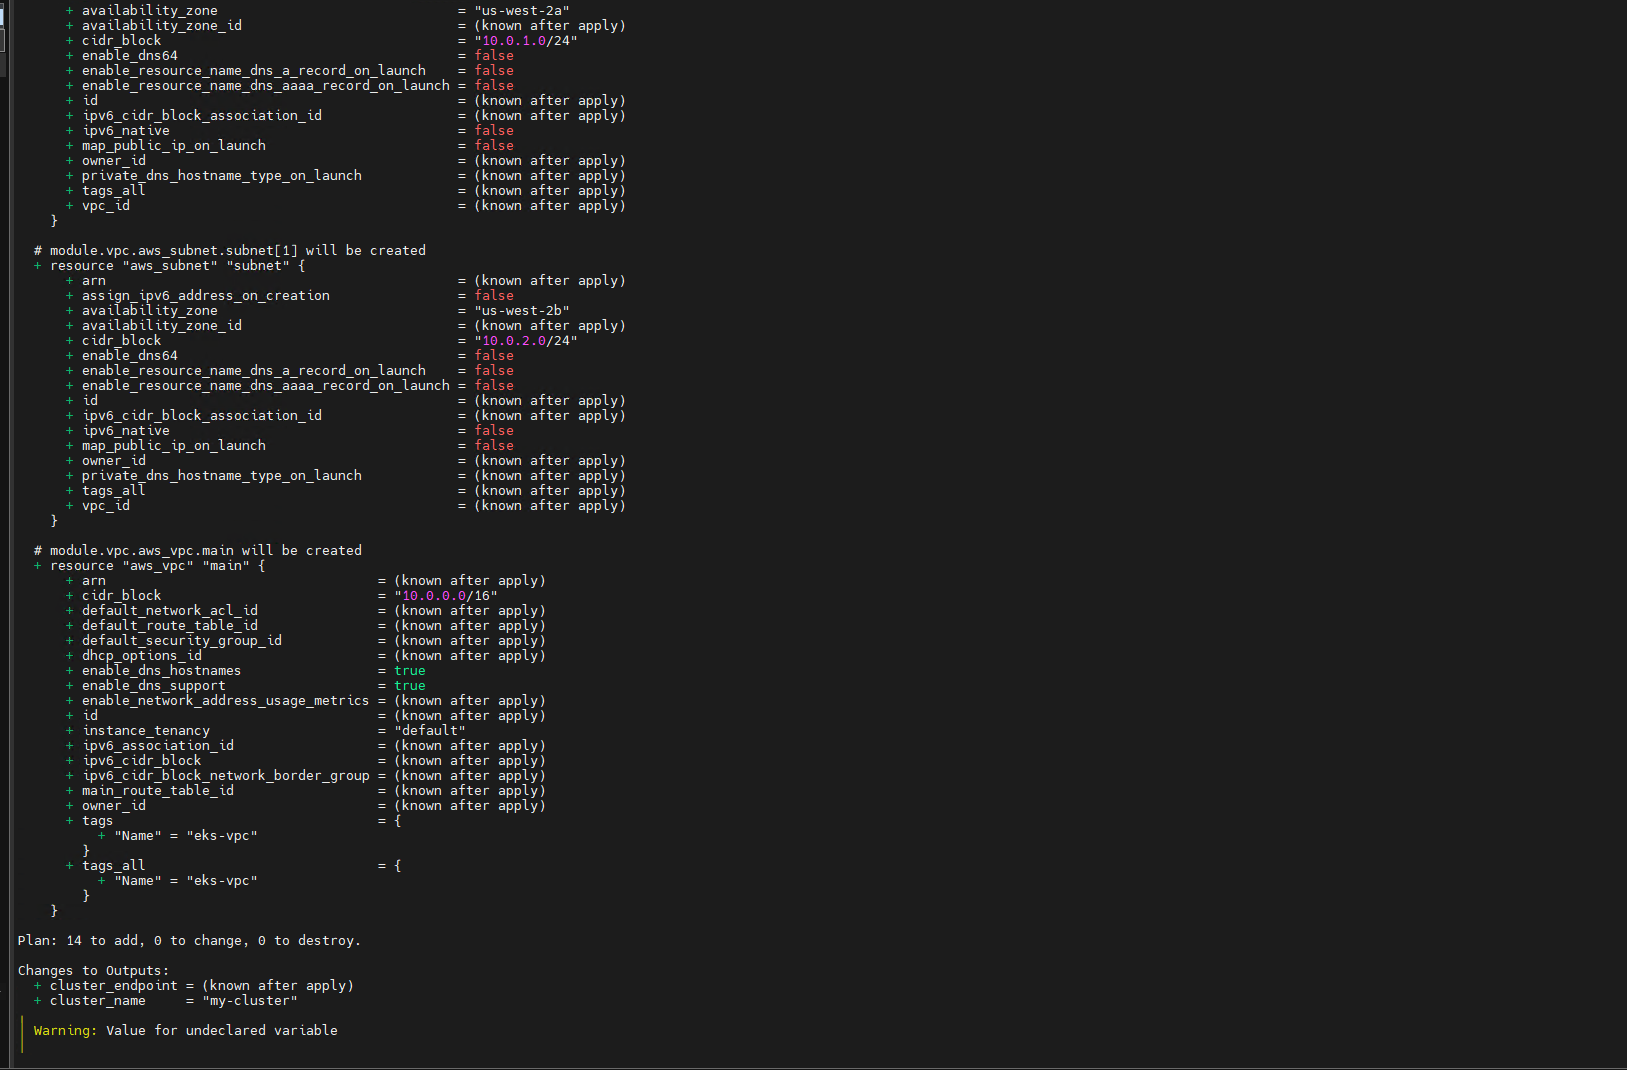 + availability_zone = "us-west-2a"
+ availability_zone_id = (known after apply)
+ cidr_block = "10.0.1.0/24"
+ enable_dns64 = false
+ enable_resource_name_dns_a_record_on_launch = false
+ enable_resource_name_dns_aaaa_record_on_launch = false
+ id = (known after apply)
+ ipv6_cidr_block_association_id = (known after apply)
+ ipv6_native = false
+ map_public_ip_on_launch = false
+ owner_id = (known after apply)
+ private_dns_hostname_type_on_launch = (known after apply)
+ tags_all = (known after apply)
+ vpc_id = (known after apply)
}
# module.vpc.aws_subnet.subnet[1] will be created
+ resource "aws_subnet" "subnet" {
+ arn = (known after apply)
+ assign_ipv6_address_on_creation = false
+ availability_zone = "us-west-2b"
+ availability_zone_id = (known after apply)
+ cidr_block = "10.0.2.0/24"
+ enable_dns64 = false
+ enable_resource_name_dns_a_record_on_launch = false
+ enable_resource_name_dns_aaaa_record_on_launch = false
+ id = (known after apply)
+ ipv6_cidr_block_association_id = (known after apply)
+ ipv6_native = false
+ map_public_ip_on_launch = false
+ owner_id = (known after apply)
+ private_dns_hostname_type_on_launch = (known after apply)
+ tags_all = (known after apply)
+ vpc_id = (known after apply)
}
# module.vpc.aws_vpc.main will be created
+ resource "aws_vpc" "main" {
+ arn = (known after apply)
+ cidr_block = "10.0.0.0/16"
+ default_network_acl_id = (known after apply)
+ default_route_table_id = (known after apply)
+ default_security_group_id = (known after apply)
+ dhcp_options_id = (known after apply)
+ enable_dns_hostnames = true
+ enable_dns_support = true
+ enable_network_address_usage_metrics = (known after apply)
+ id = (known after apply)
+ instance_tenancy = "default"
+ ipv6_association_id = (known after apply)
+ ipv6_cidr_block = (known after apply)
+ ipv6_cidr_block_network_border_group = (known after apply)
+ main_route_table_id = (known after apply)
+ owner_id = (known after apply)
+ tags = {
+ "Name" = "eks-vpc"
}
+ tags_all = {
+ "Name" = "eks-vpc"
}
}
Plan: 14 to add, 0 to change, 0 to destroy.
Changes to Outputs:
+ cluster_endpoint = (known after apply)
+ cluster_name = "my-cluster"
Warning: Value for undeclared variable